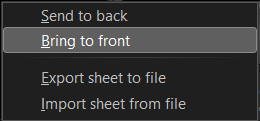 Send to back
Bring to front
Export sheet to file
Import sheet from file